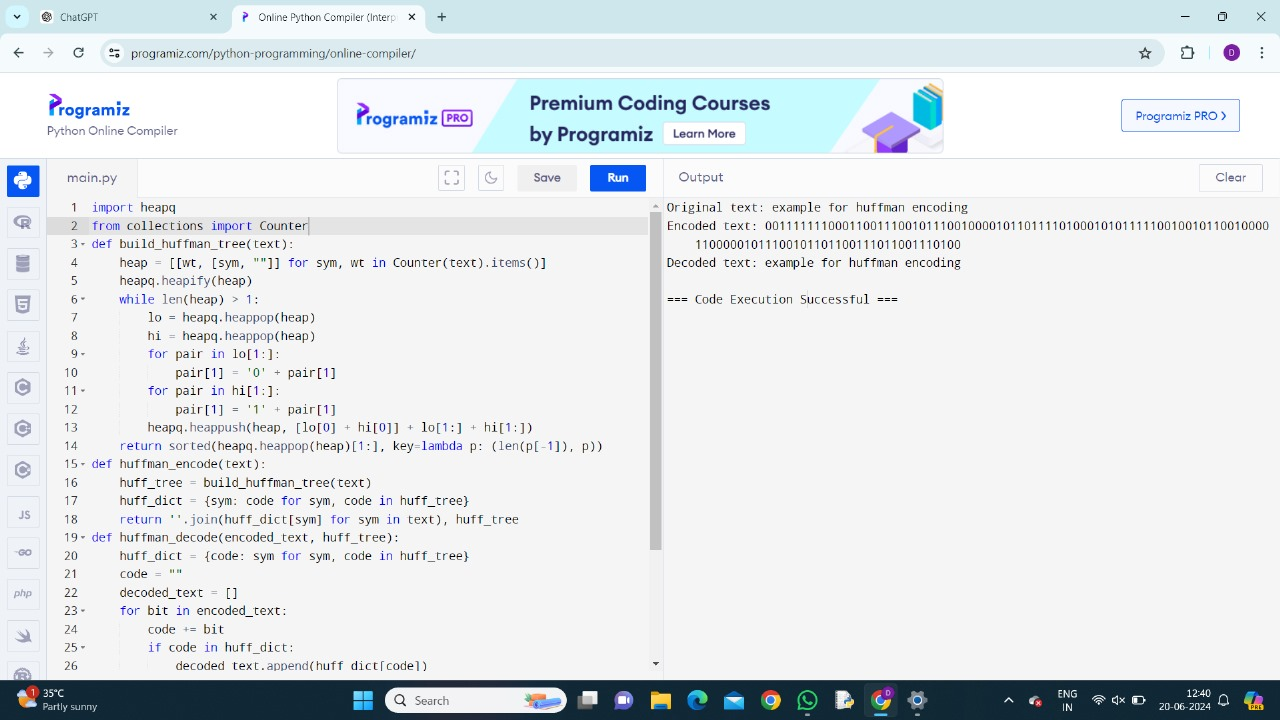 ChatGPT
Online Python Compiler (Interp
programiz.com/python-programming/online-compiler/
D
Programiz
Python Online Compiler
Programiz PRO
Premium Coding Courses
by Programiz
Learn More
Programiz PRO
main.py
Save
Run
Output
Clear
1 import heapq
2 from collections import Counter
3 def build_huffman_tree(text):
4 heap = [[wt, [sym, ""]] for sym, wt in Counter(text).items()]
5 heapq.heapify(heap)
6 while len(heap) > 1:
7 lo = heapq.heappop(heap)
8 hi = heapq.heappop(heap)
9 for pair in lo[1:]:
10 pair[1] = '0' + pair[1]
11 for pair in hi[1:]:
12 pair[1] = '1' + pair[1]
13 heapq.heappush(heap, [lo[0] + hi[0]] + lo[1:] + hi[1:])
14 return sorted(heapq.heappop(heap)[1:], key=lambda p: (len(p[-1]), p))
15 def huffman_encode(text):
16 huff_tree = build_huffman_tree(text)
17 huff_dict = {sym: code for sym, code in huff_tree}
18 return ''.join(huff_dict[sym] for sym in text), huff_tree
19 def huffman_decode(encoded_text, huff_tree):
20 huff_dict = {code: sym for sym, code in huff_tree}
21 code = ""
22 decoded_text = []
23 for bit in encoded_text:
24 code += bit
25 if code in huff_dict:
26 decoded_text.append(huff_dict[code])
Original text: example for huffman encoding
Encoded text: 001111111000110011100101110010000101101111010001010111110010010110010000
1100000101110010110110011101100111010​0
Decoded text: example for huffman encoding
=== Code Execution Successful ===
JS
GO
php
1
35°C
Partly sunny
Search
D
ENG
IN
12:40
20-06-2024
PRE